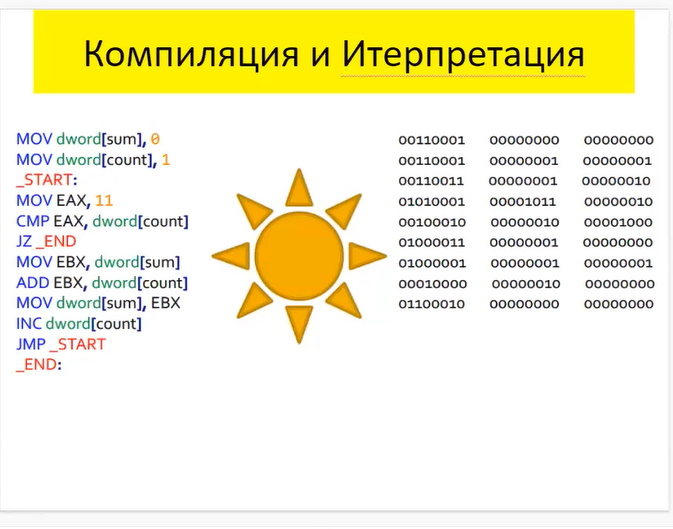 Компиляция и Итерпретация
MOV dword[sum], 0
MOV dword[count], 1
_START:
MOV EAX, 11
CMP EAX, dword[count]
JZ _END
MOV EBX, dword[sum]
ADD EBX, dword[count]
MOV dword[sum], EBX
INC dword[count]
JMP _START
_END:
00110001 00000000 00000000
00110001 00000001 00000001
00110011 00000001 00000010
01010001 00001011 00000010
00100010 00000010 00001000
01000011 00000001 00000000
01000001 00000001 00000001
00010000 00000010 00000000
01100010 00000000 00000000